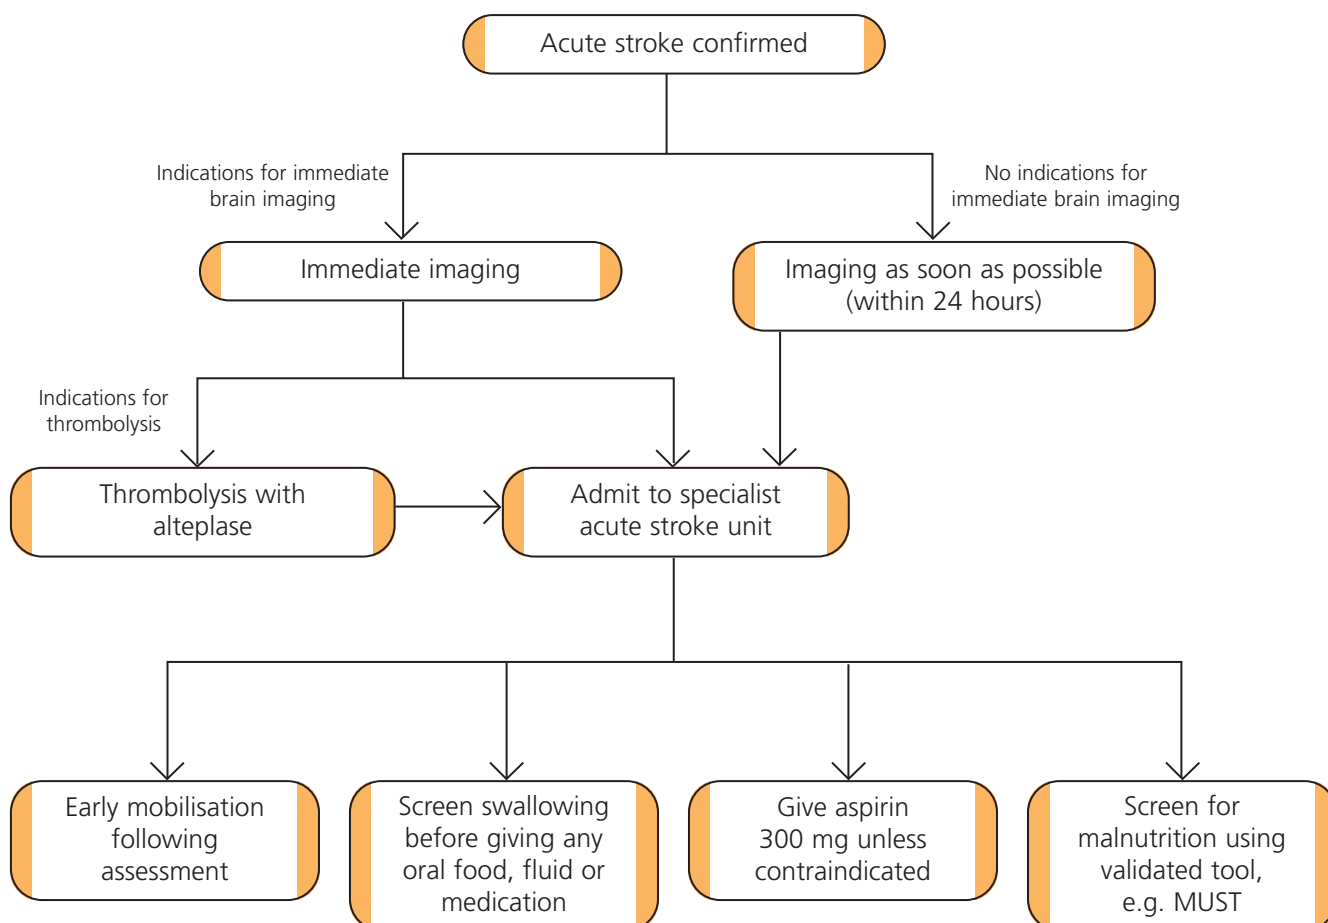 Acute stroke confirmed
Indications for immediate
brain imaging
No indications for
immediate brain imaging
Immediate imaging
Imaging as soon as possible
(within 24 hours)
Indications for
thrombolysis
Thrombolysis with
alteplase
Admit to specialist
acute stroke unit
Early mobilisation
following
assessment
Screen swallowing
before giving any
oral food, fluid or
medication
Give aspirin
300 mg unless
contraindicated
Screen for
malnutrition using
validated tool,
e.g. MUST